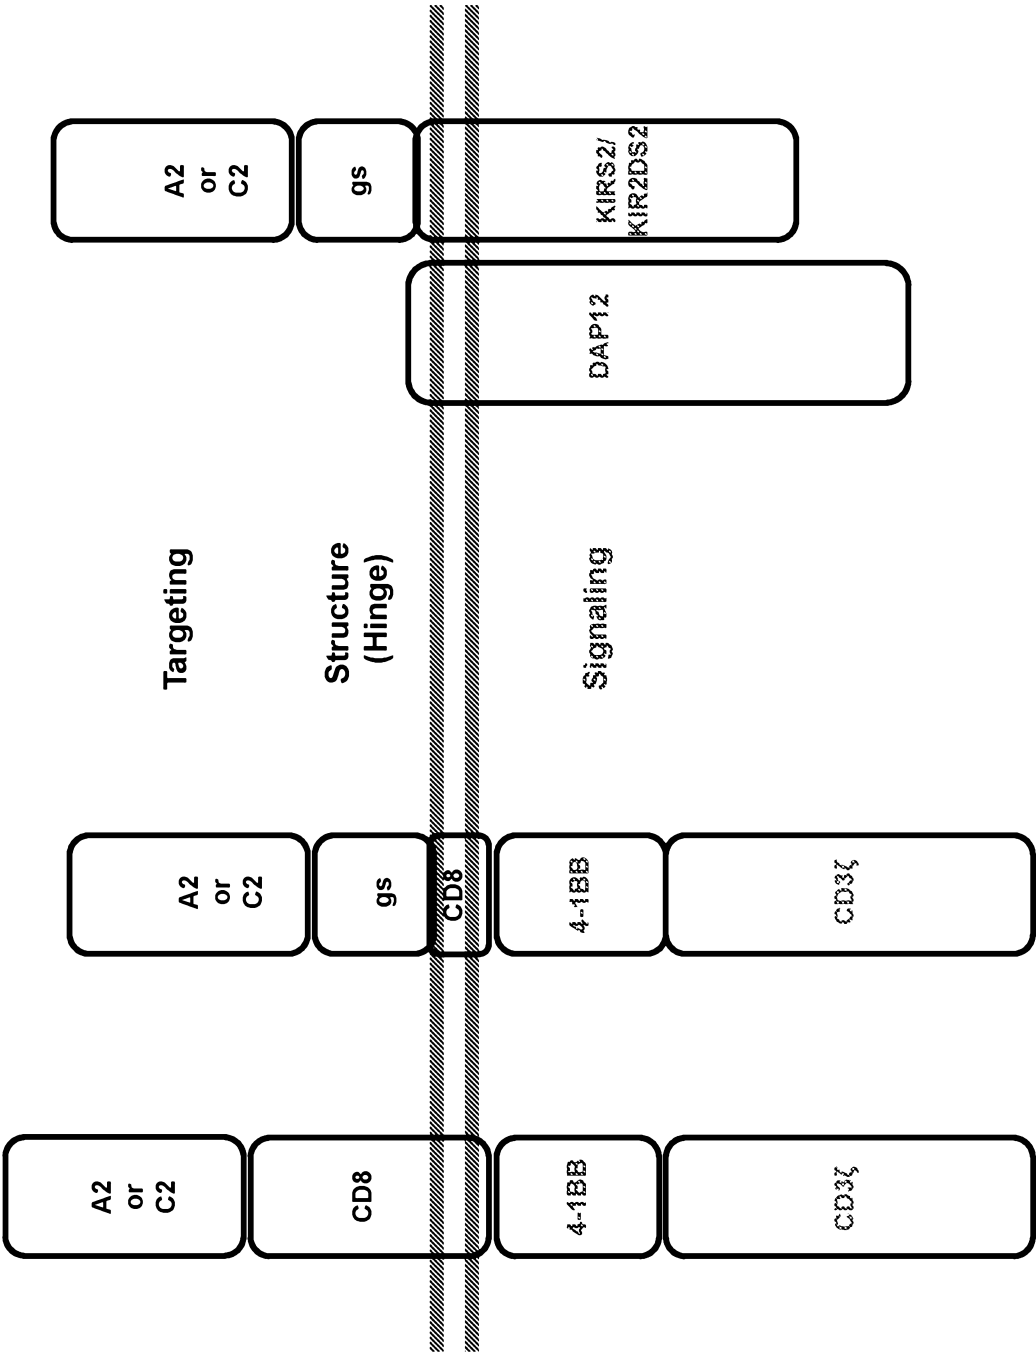 A2
or
C2
CD8
4-1BB
CD3ζ
A2
or
C2
gs
CD8
4-1BB
CD3ζ
Targeting
Structure
(Hinge)
Signaling
DAP12
A2
or
C2
gs
KIRS2/
KIR2DS2